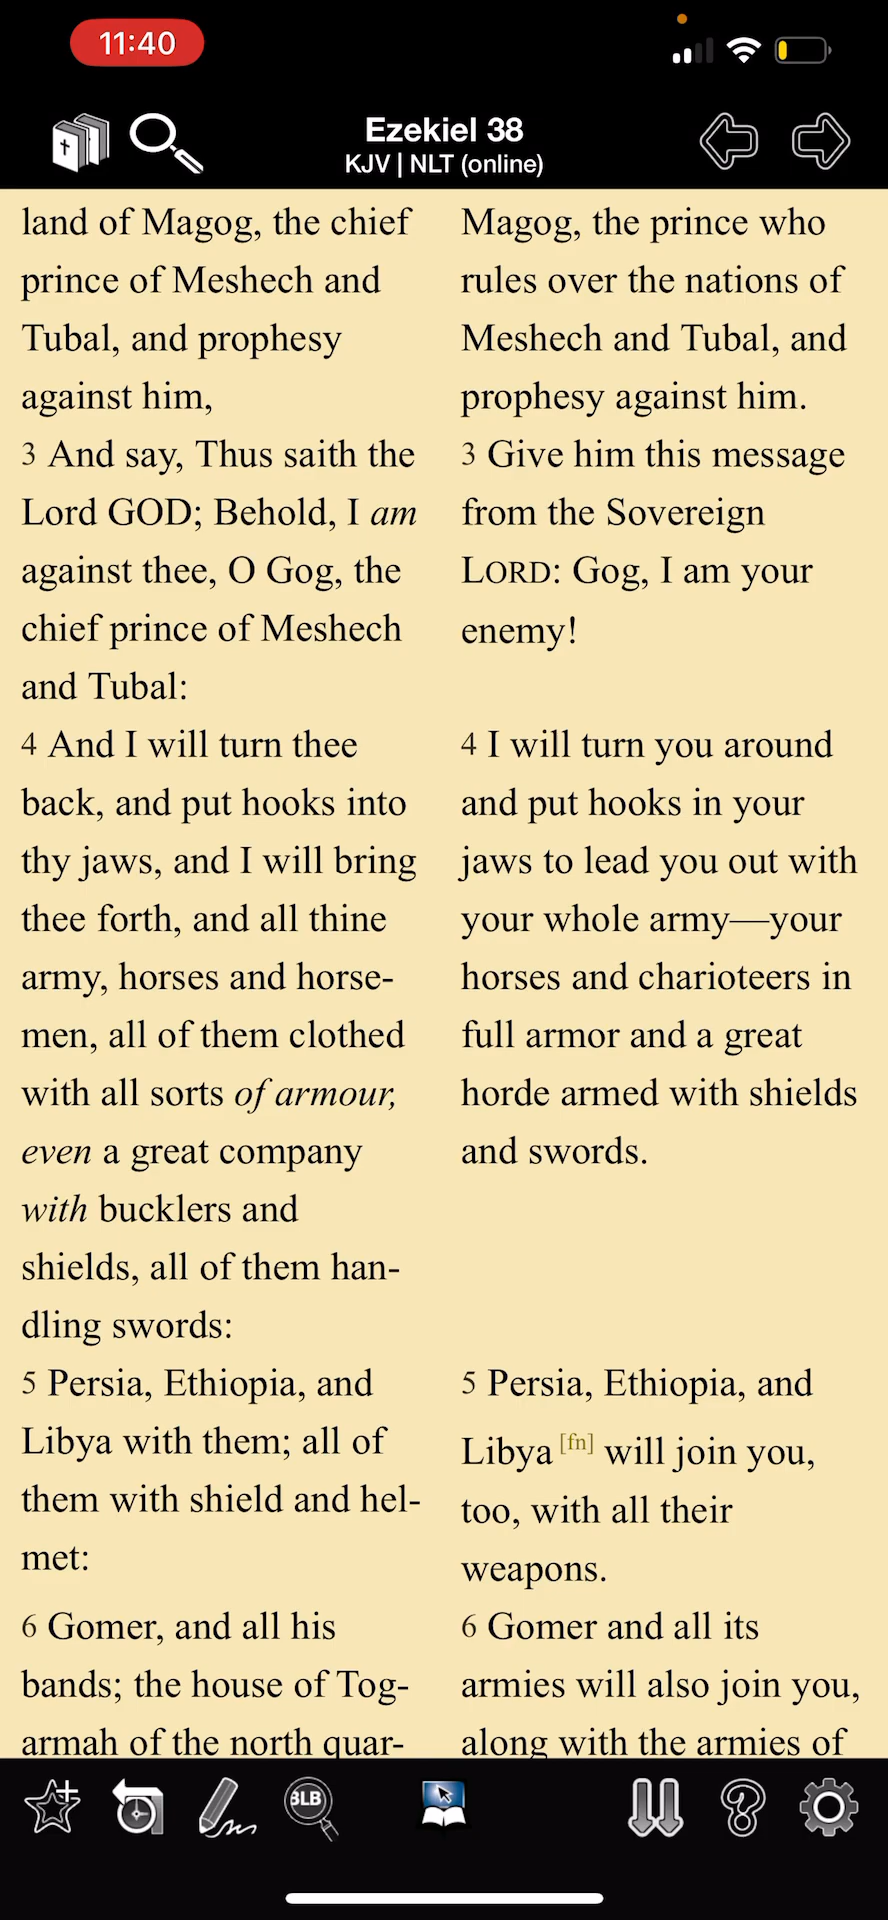 11:40
Ezekiel 38
KJV | NLT (online)
land of Magog, the chief
prince of Meshech and
Tubal, and prophesy
against him,
3 And say, Thus saith the
Lord GOD; Behold, I am
against thee, O Gog, the
chief prince of Meshech
and Tubal:
4 And I will turn thee
back, and put hooks into
thy jaws, and I will bring
thee forth, and all thine
army, horses and horse-
men, all of them clothed
with all sorts of armour,
even a great company
with bucklers and
shields, all of them han-
dling swords:
5 Persia, Ethiopia, and
Libya with them; all of
them with shield and hel-
met:
6 Gomer, and all his
bands; the house of Tog-
armah of the north quar-
Magog, the prince who
rules over the nations of
Meshech and Tubal, and
prophesy against him.
3 Give him this message
from the Sovereign
LORD: Gog, I am your
enemy!
4 I will turn you around
and put hooks in your
jaws to lead you out with
your whole army—your
horses and charioteers in
full armor and a great
horde armed with shields
and swords.
5 Persia, Ethiopia, and
Libya [fn] will join you,
too, with all their
weapons.
6 Gomer and all its
armies will also join you,
along with the armies of
BLB